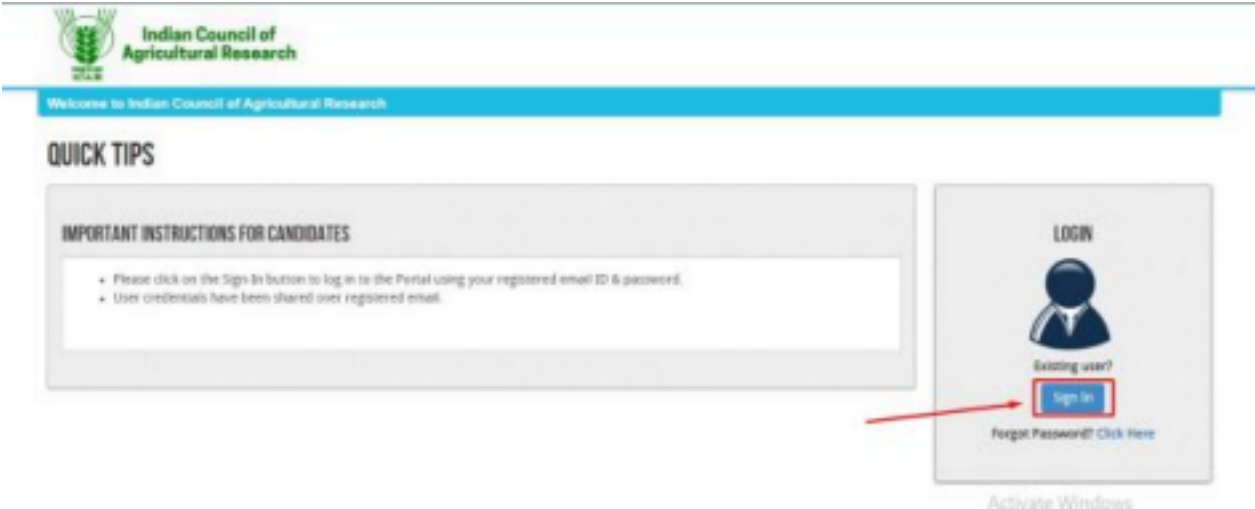 Indian Council of
Agricultural Research
Welcome to Indian Council of Agricultural Research
QUICK TIPS
IMPORTANT INSTRUCTIONS FOR CANDIDATES
• Please click on the Sign-In button to log in to the Portal using your registered email ID & password.
• User credentials have been shared over registered email.
LOGIN
Existing user?
Sign In
Forgot Password? Click Here
Activate Windows